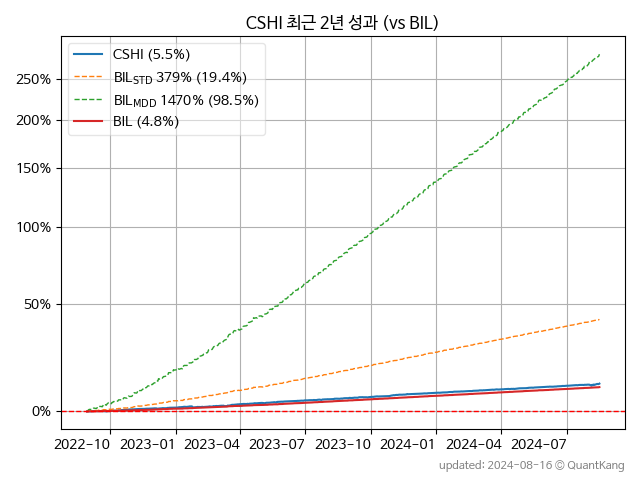 CSHI 최근 2년 성과 (vs BIL)
CSHI (5.5%)
BIL_STD 379% (19.4%)
BIL_MDD 1470% (98.5%)
BIL (4.8%)
250%
200%
150%
100%
50%
0%
2022-10 2023-01 2023-04 2023-07 2023-10 2024-01 2024-04 2024-07
updated: 2024-08-16 © QuantKang